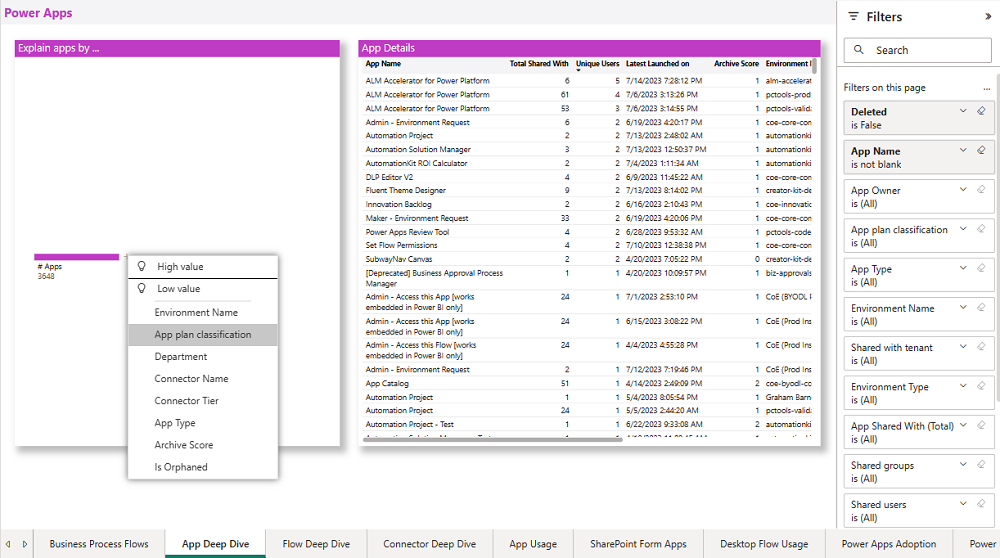 Power Apps
Explain apps by ...
# Apps
3648
High value
Low value
Environment Name
App plan classification
Department
Connector Name
Connector Tier
App Type
Archive Score
Is Orphaned
App Details
App Name Total Shared With Unique Users Latest Launched on Archive Score Environment
ALM Accelerator for Power Platform 6 5 7/14/2023 7:28:12 PM 1 alm-accelerat
ALM Accelerator for Power Platform 61 4 7/6/2023 3:13:26 PM 1 pctools-prod
ALM Accelerator for Power Platform 53 3 7/6/2023 3:14:55 PM 1 pctools-valida
Admin - Environment Request 6 2 6/19/2023 4:20:17 PM 1 coe-core-com
Automation Project 2 2 7/13/2023 2:48:02 AM 1 automationki
Automation Solution Manager 3 2 7/13/2023 12:50:37 PM 1 automationki
AutomationKit ROI Calculator 2 2 7/4/2023 1:11:34 AM 1 automationki
DLP Editor V2 4 2 6/9/2023 11:45:22 AM 1 coe-core-com
Fluent Theme Designer 9 2 7/13/2023 8:14:02 PM 1 creator-kit-de
Innovation Backlog 2 2 6/16/2023 2:10:43 PM 1 coe-innovatio
Maker - Environment Request 33 2 6/19/2023 4:20:06 PM 1 coe-core-com
Power Apps Review Tool 4 2 6/28/2023 9:53:32 AM 1 pctools-code
Set Flow Permissions 4 2 7/10/2023 12:38:38 PM 1 coe-core-com
SubwayNav Canvas 2 2 4/20/2023 7:05:22 PM 0 creator-kit-de
[Deprecated] Business Approval Process 1 1 4/20/2023 10:09:57 PM 1 biz-approvals
Manager
Admin - Access this App [works 24 1 7/1/2023 2:53:10 PM 1 CoE (BYODL P
embedded in Power BI only]
Admin - Access this App [works 24 1 6/15/2023 3:08:22 PM 1 CoE (Prod Ins
embedded in Power BI only]
Admin - Access this Flow [works 24 1 4/4/2023 4:55:28 PM 1 CoE (Prod Ins
embedded in Power BI only]
Admin - Environment Request 2 1 7/12/2023 7:19:46 PM 1 CoE (Prod Ins
App Catalog 51 1 4/14/2023 2:49:09 PM 2 coe-byodl-co
Automation Project 1 1 5/4/2023 8:05:54 PM 1 Graham Barn
Automation Project 24 1 5/5/2023 2:44:20 AM 1 pctools-valida
Automation Project - Test 1 1 6/22/2023 9:33:08 AM 2 automationki
Filters
Search
Filters on this page
...
Deleted
is False
App Name
is not blank
App Owner
is (All)
App plan classification
is (All)
App Type
is (All)
Environment Name
is (All)
Shared with tenant
is (All)
Environment Type
is (All)
App Shared With (Total)
is (All)
Shared groups
is (All)
Shared users
is (All)
Business Process Flows App Deep Dive Flow Deep Dive Connector Deep Dive App Usage SharePoint Form Apps Desktop Flow Usage Power Apps Adoption Power